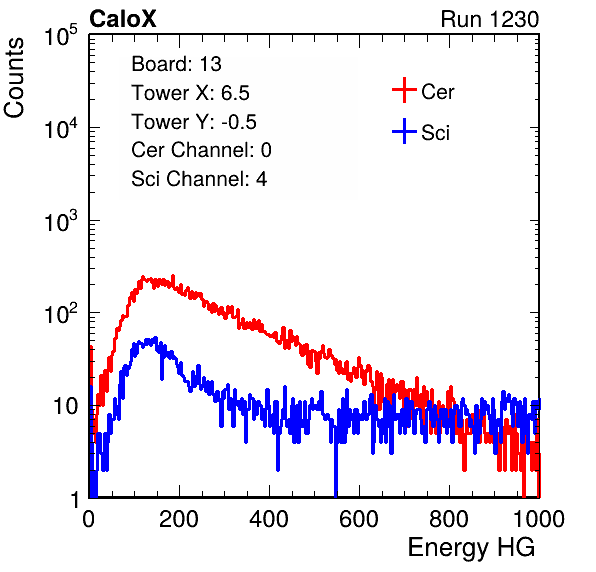 CaloX Run 1230
Counts
10^5
10^4
10^3
10^2
10
1
Board: 13
Tower X: 6.5
Tower Y: -0.5
Cer Channel: 0
Sci Channel: 4
Cer
Sci
0 200 400 600 800 1000
Energy HG